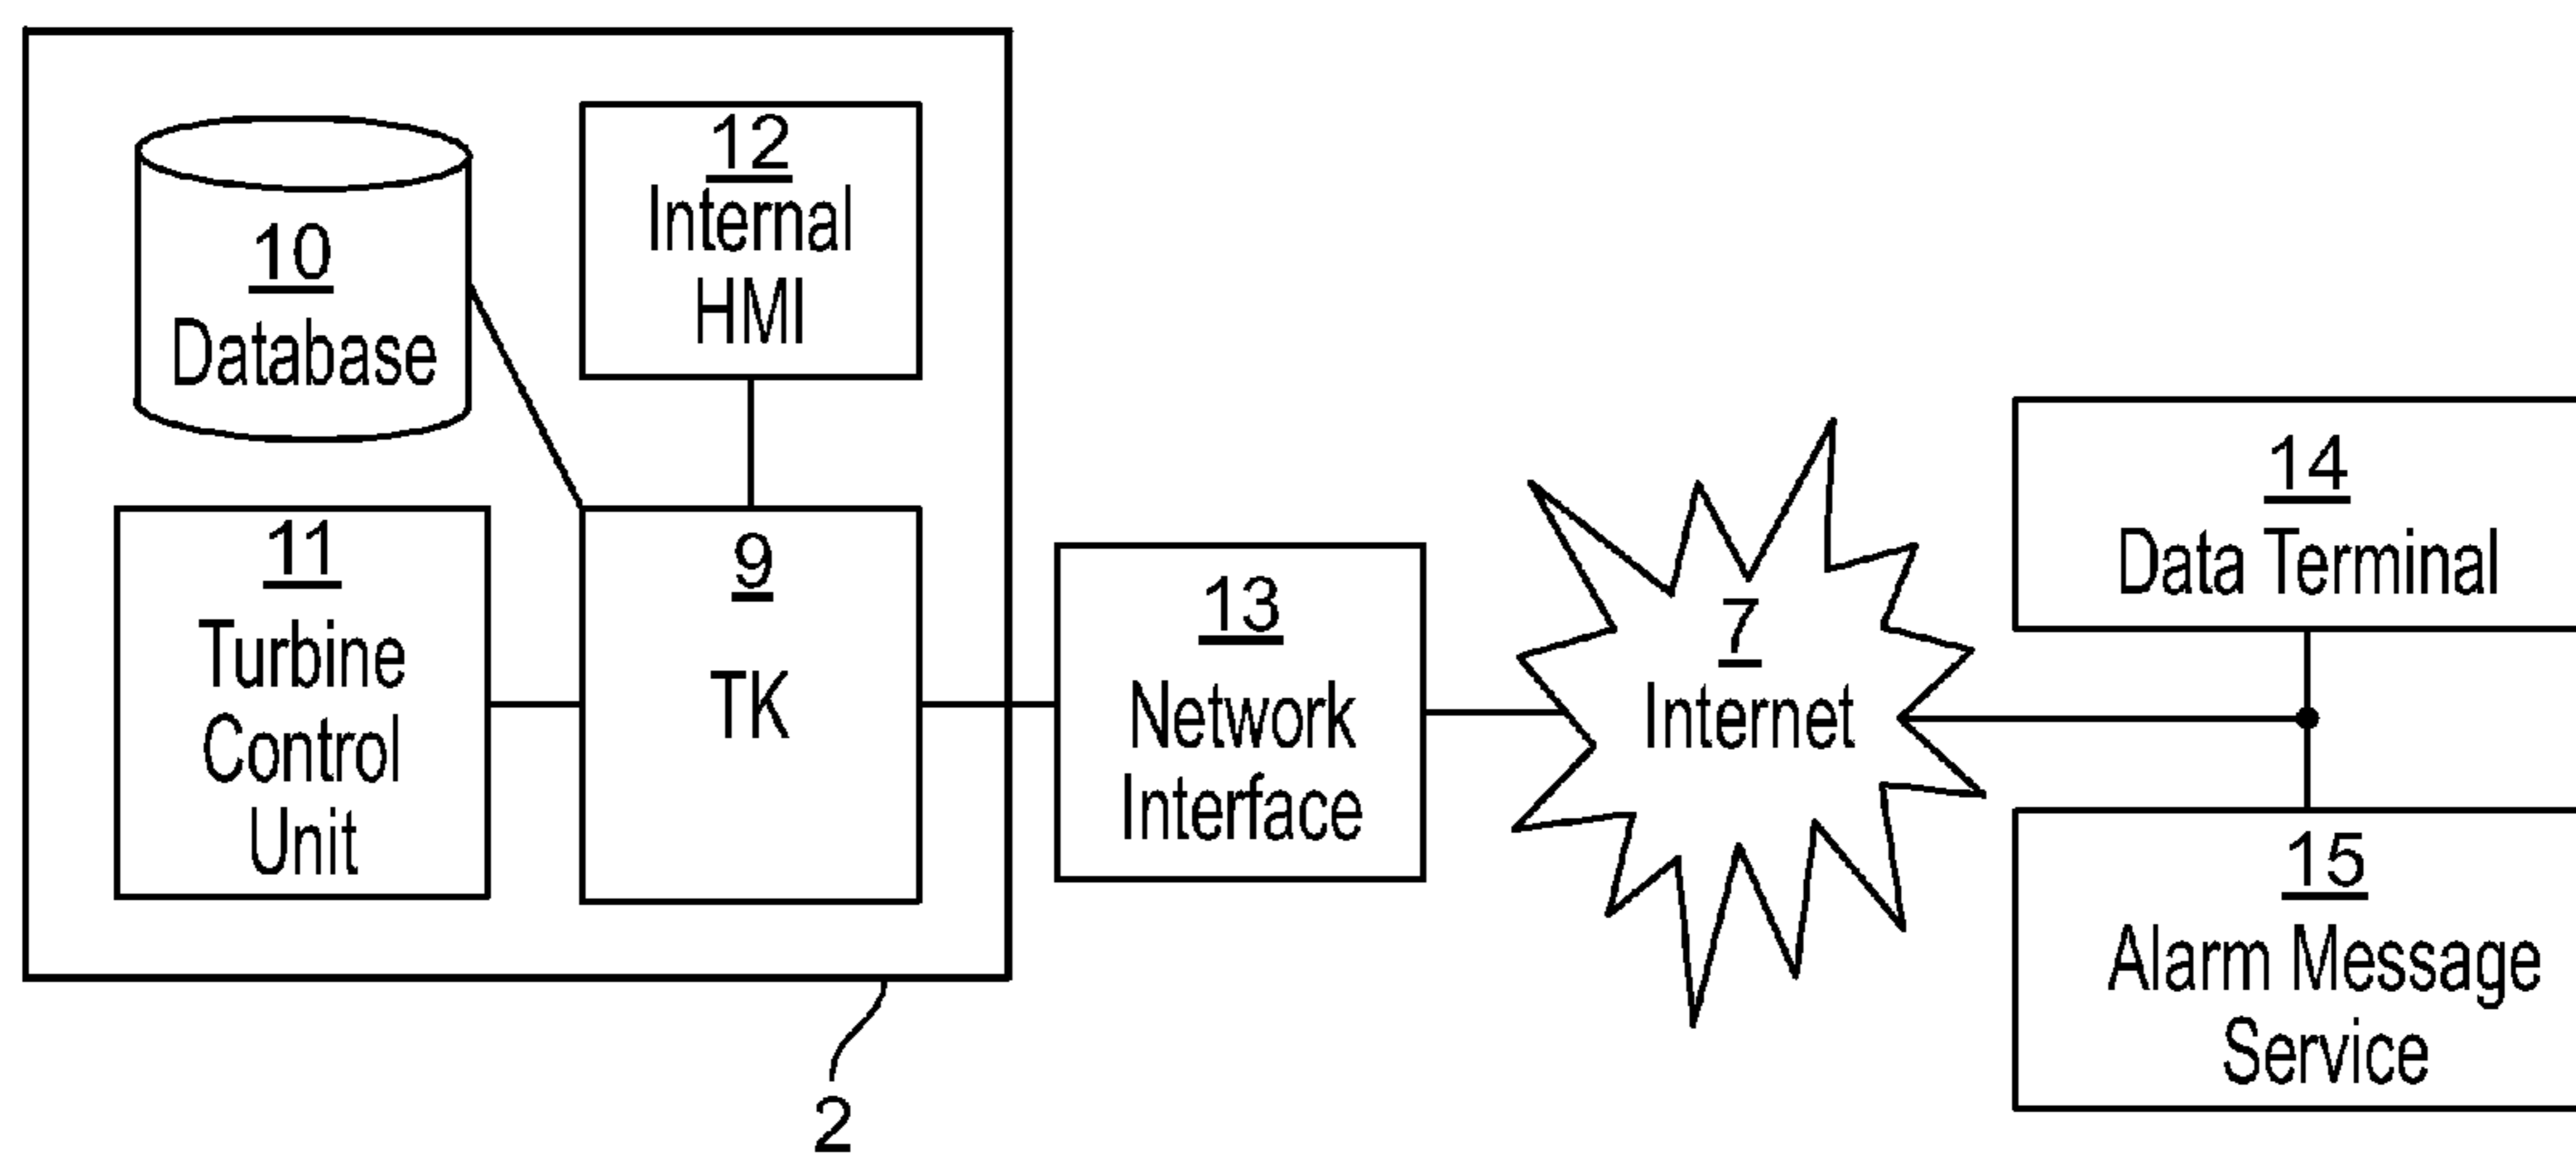 10
Database
12
Internal
HMI
11
Turbine
Control
Unit
9
TK
13
Network
Interface
7
Internet
14
Data Terminal
15
Alarm Message
Service
2